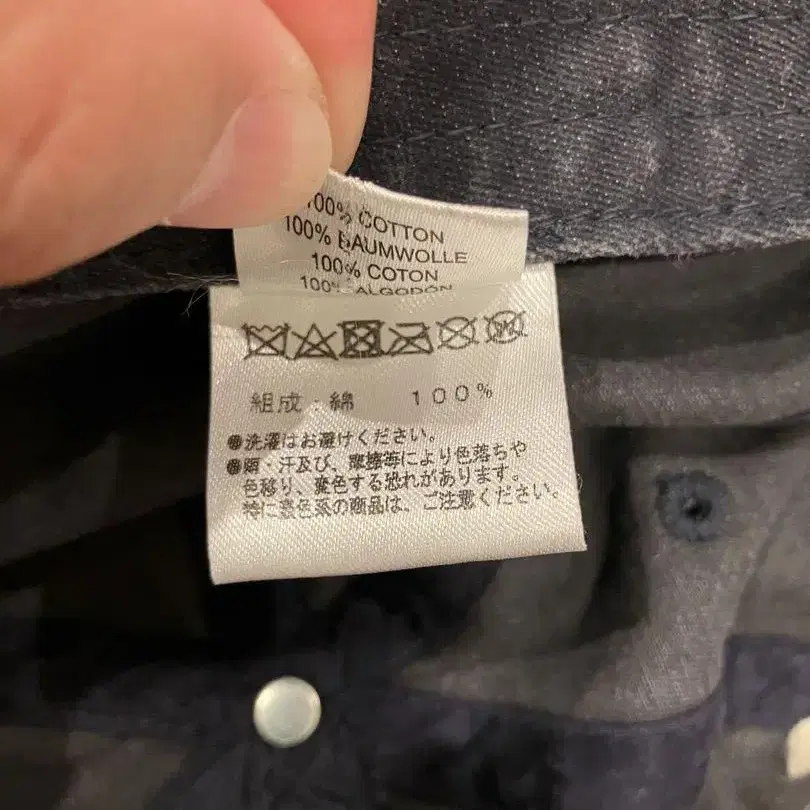 100% COTTON
100% BAUMWOLLE
100% COTON
100% ALGODÓN
組成 : 綿 100%
●洗濯はお避けください。
●雨・汗及び、摩擦等により色落ちや
色移り、変色する恐れがあります。
特に濃色系の商品は、ご注意ください。